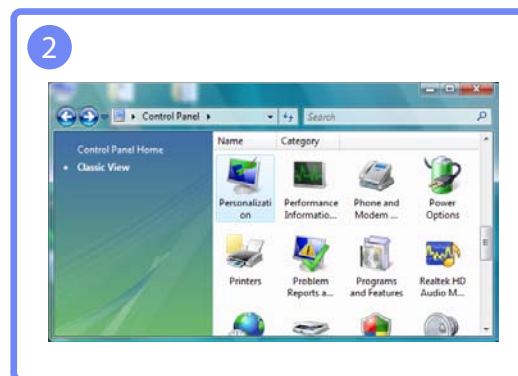 2
Control Panel
Search
Control Panel Home
Classic View
Name Category
Personalizati
on
Performance
Informatio...
Phone and
Modem ...
Power
Options
Printers
Problem
Reports a...
Programs
and Features
Realtek HD
Audio M...